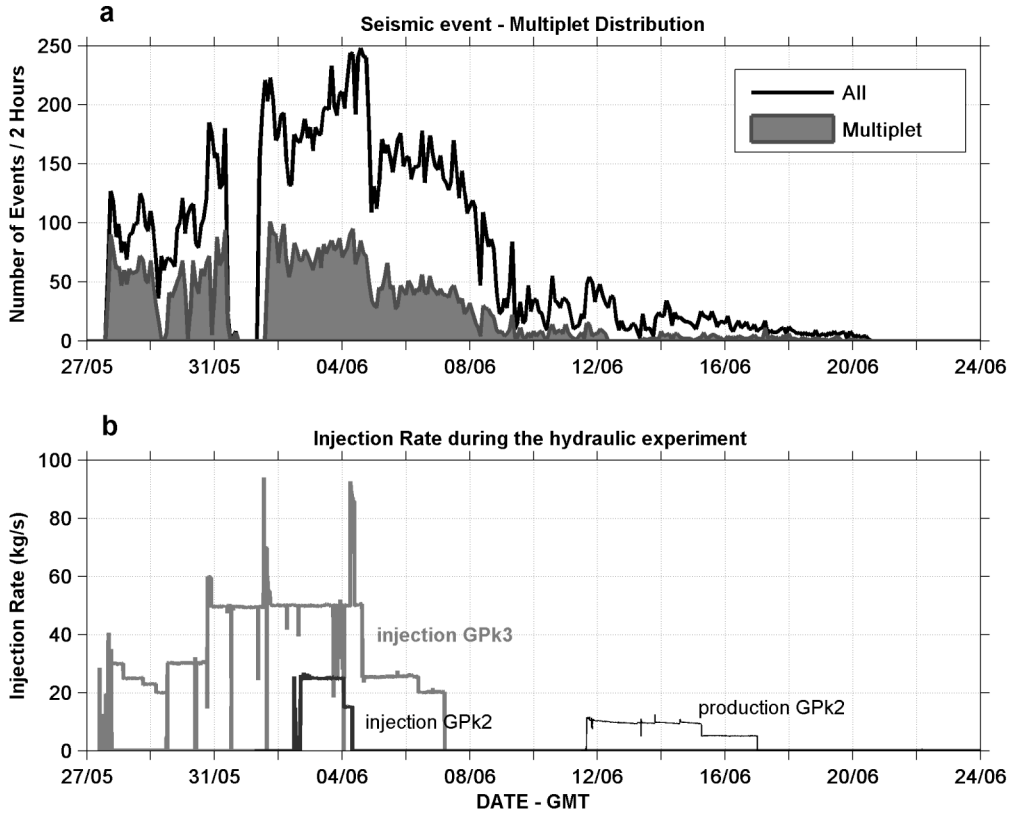 a
Seismic event - Multiplet Distribution
Number of Events / 2 Hours
250
200
150
100
50
0
All
Multiplet
27/05 31/05 04/06 08/06 12/06 16/06 20/06 24/06
b
Injection Rate during the hydraulic experiment
Injection Rate (kg/s)
100
80
60
40
20
0
injection GPk3
injection GPk2
production GPk2
27/05 31/05 04/06 08/06 12/06 16/06 20/06 24/06
DATE - GMT